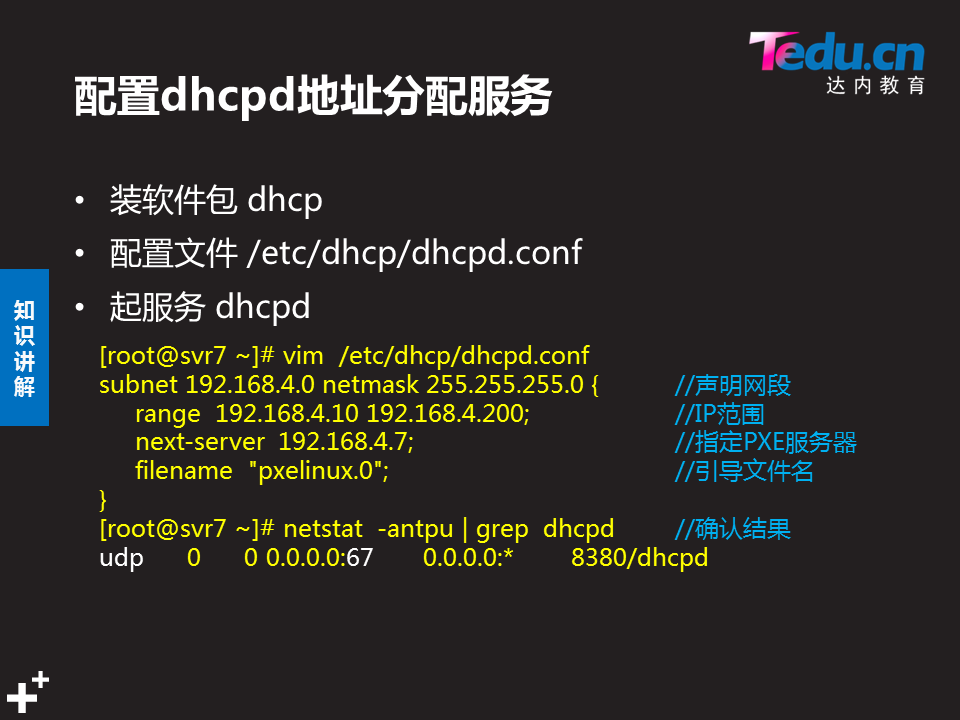 Tedu.cn
达内教育
配置dhcpd地址分配服务
• 装软件包 dhcp
• 配置文件 /etc/dhcp/dhcpd.conf
• 起服务 dhcpd
知识讲解
[root@svr7 ~]# vim  /etc/dhcp/dhcpd.conf
subnet 192.168.4.0 netmask 255.255.255.0 {  //声明网段
range  192.168.4.10 192.168.4.200;  //IP范围
next-server  192.168.4.7;  //指定PXE服务器
filename  "pxelinux.0";  //引导文件名
}
[root@svr7 ~]# netstat  -antpu | grep  dhcpd  //确认结果
udp  0  0 0.0.0.0:67  0.0.0.0:*  8380/dhcpd